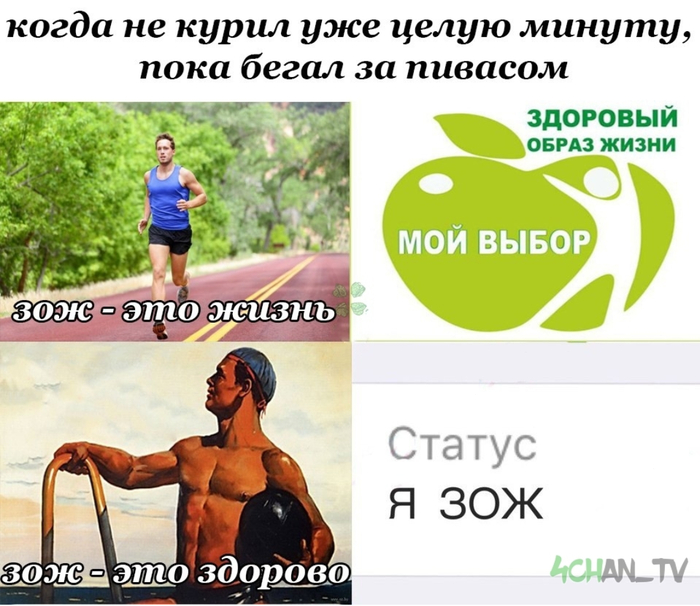 когда не курил уже целую минуту,
пока бегал за пивасом
ЗДОРОВЫЙ
ОБРАЗ ЖИЗНИ
МОЙ ВЫБОР
зож - это жизнь
Статус
я зож
зож - это здорово
4CHAN_TV